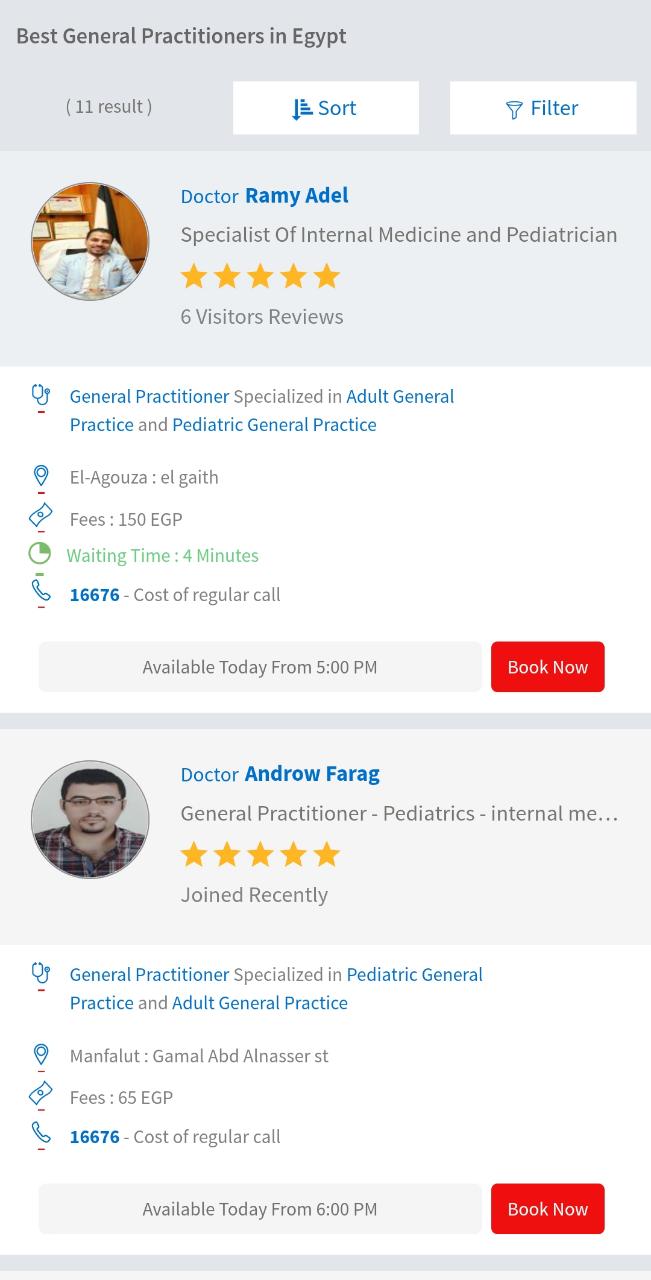 Best General Practitioners in Egypt
( 11 result )
Sort
Filter
Doctor Ramy Adel
Specialist Of Internal Medicine and Pediatrician
6 Visitors Reviews
General Practitioner Specialized in Adult General
Practice and Pediatric General Practice
El-Agouza : el gaith
Fees : 150 EGP
Waiting Time : 4 Minutes
16676 - Cost of regular call
Available Today From 5:00 PM
Book Now
Doctor Androw Farag
General Practitioner - Pediatrics - internal me...
Joined Recently
General Practitioner Specialized in Pediatric General
Practice and Adult General Practice
Manfalut : Gamal Abd Alnasser st
Fees : 65 EGP
16676 - Cost of regular call
Available Today From 6:00 PM
Book Now